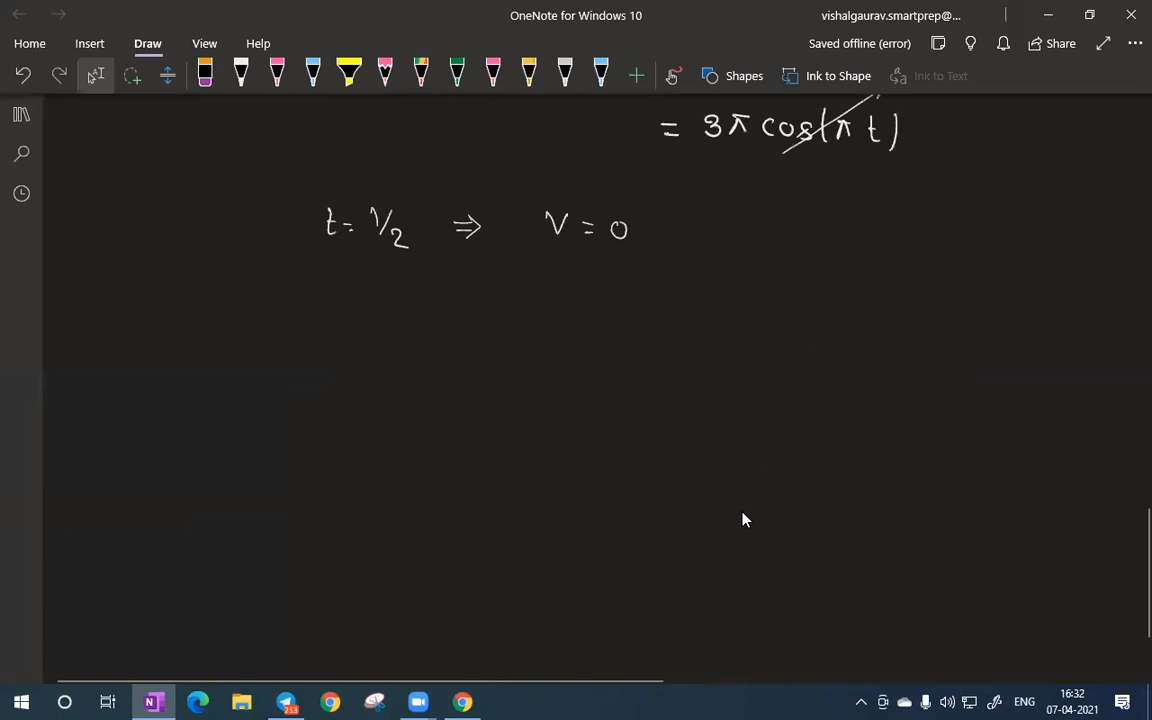 OneNote for Windows 10
vishalgaurav.smartprep@...
Home Insert Draw View Help
Saved offline (error)
Share
Shapes
Ink to Shape
Ink to Text
= 3π cos(π t)
t = 1/2 ⇒ V = 0
253
ENG
16:32
07-04-2021